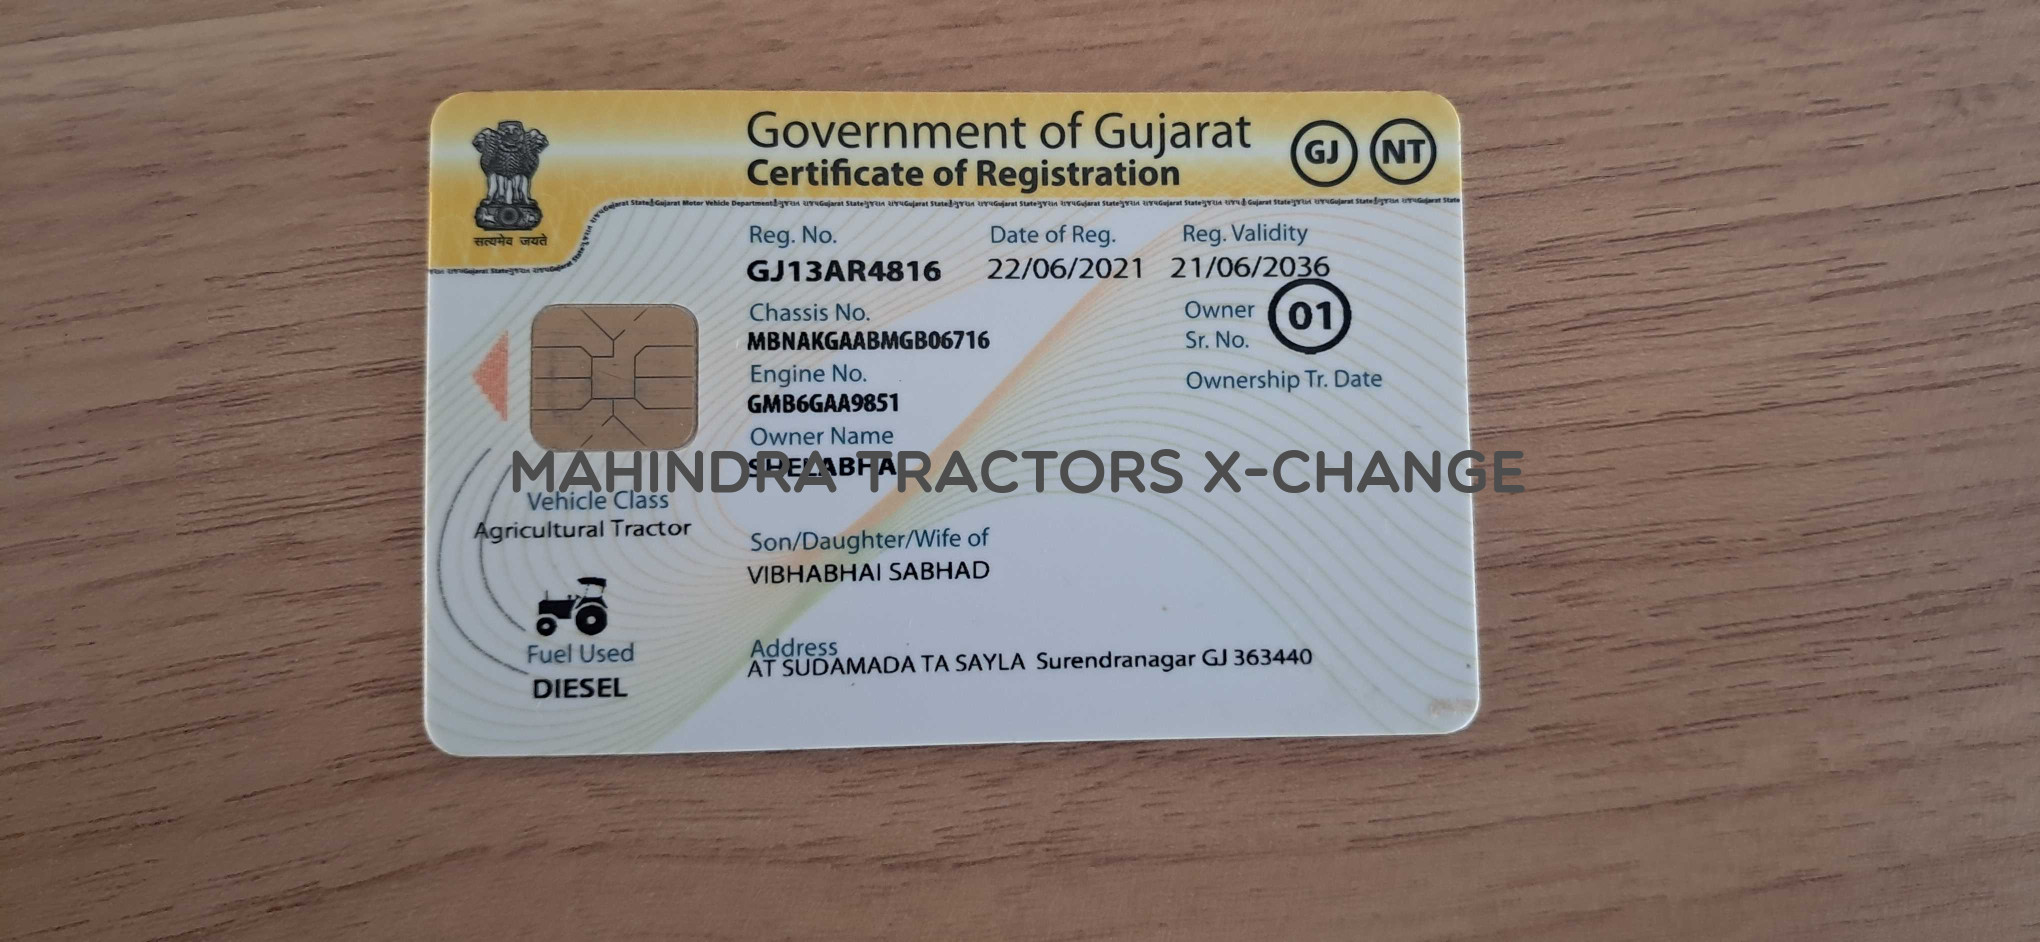 Government of Gujarat
Certificate of Registration
GJ NT
सत्यमेव जयते
Reg. No. Date of Reg. Reg. Validity
GJ13AR4816 22/06/2021 21/06/2036
Chassis No. Owner 01
MBNAKGAABMGB06716 Sr. No.
Engine No. Ownership Tr. Date
GMB6GAA9851
Owner Name
MAHINDRA TRACTORS X-CHANGE
Vehicle Class
Agricultural Tractor
Son/Daughter/Wife of
VIBHABHAI SABHAD
Fuel Used
DIESEL
Address
AT SUDAMADA TA SAYLA Surendranagar GJ 363440